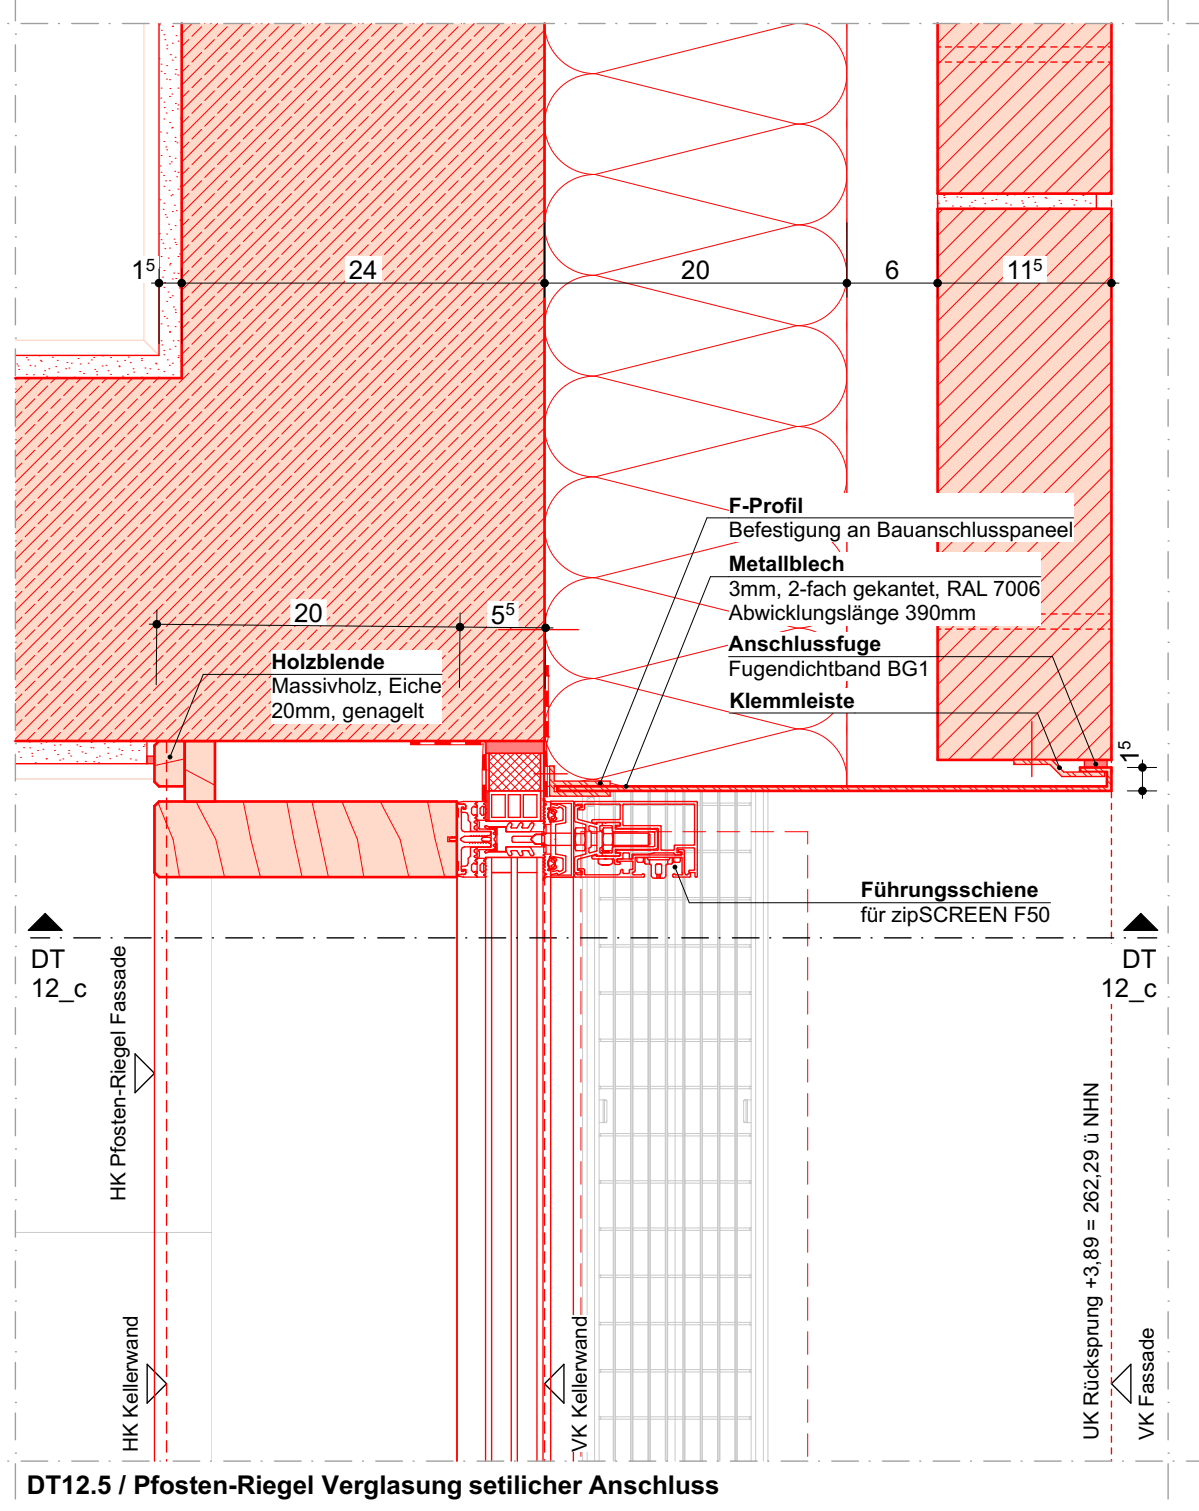 1⁵
24
20
6
11⁵
F-Profil
Befestigung an Bauanschlusspaneel
Metallblech
3mm, 2-fach gekantet, RAL 7006
Abwicklungslänge 390mm
Anschlussfuge
Fugendichtband BG1
Klemmleiste
20
5⁵
Holzblende
Massivholz, Eiche
20mm, genagelt
1⁵
Führungsschiene
für zipSCREEN F50
DT
12_c
DT
12_c
HK Pfosten-Riegel Fassade
HK Kellerwand
VK Kellerwand
UK Rücksprung +3,89 = 262,29 ü NHN
VK Fassade
DT12.5 / Pfosten-Riegel Verglasung setilicher Anschluss